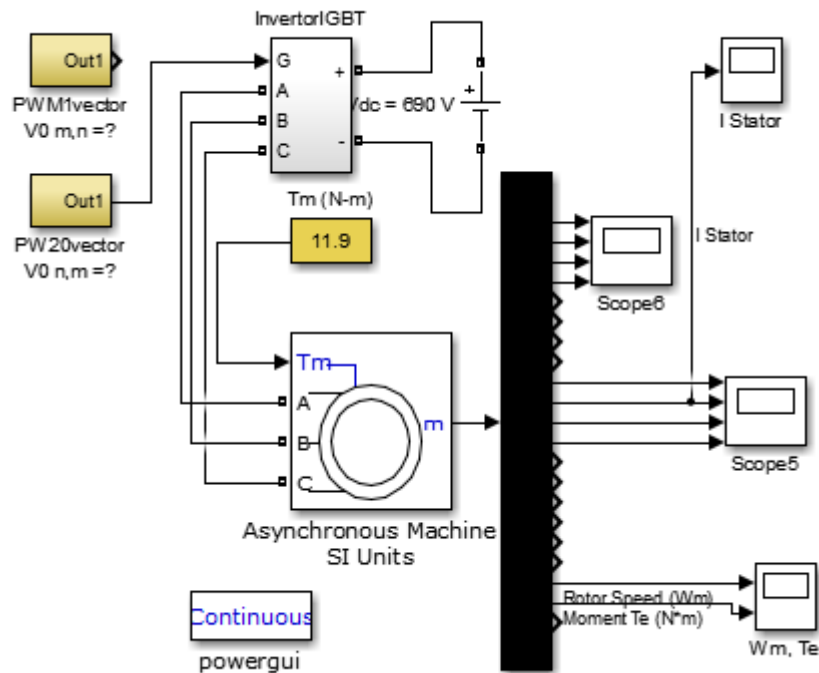 InvertorIGBT
Out1
PWM1vector
V0 m,n =?
G
A
B
C
+
-
Vdc = 690 V
+
I Stator
Out1
PW20vector
V0 n,m =?
Tm (N-m)
11.9
I Stator
Scope6
Tm
A
B
C
m
Scope5
Asynchronous Machine
SI Units
Continuous
powergui
Rotor Speed (Wm)
Moment Te (N*m)
Wm, Te